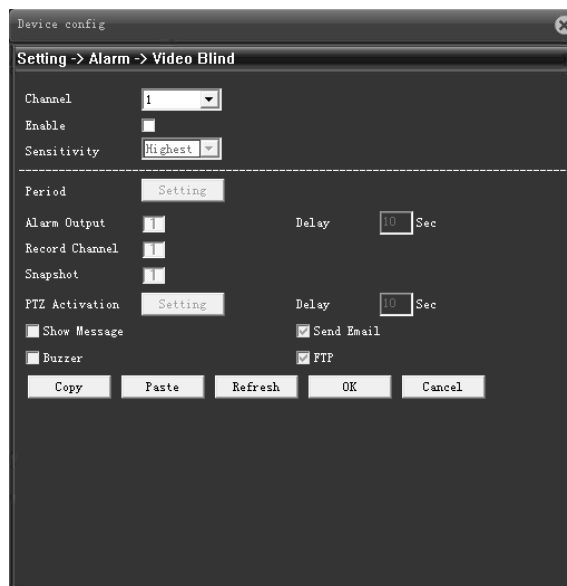 Device config
Setting -> Alarm -> Video Blind
Channel 1
Enable
Sensitivity Highest
Period Setting
Alarm Output 1 Delay 10 Sec
Record Channel 1
Snapshot 1
PTZ Activation Setting Delay 10 Sec
Show Message Send Email
Buzzer FTP
Copy Paste Refresh OK Cancel